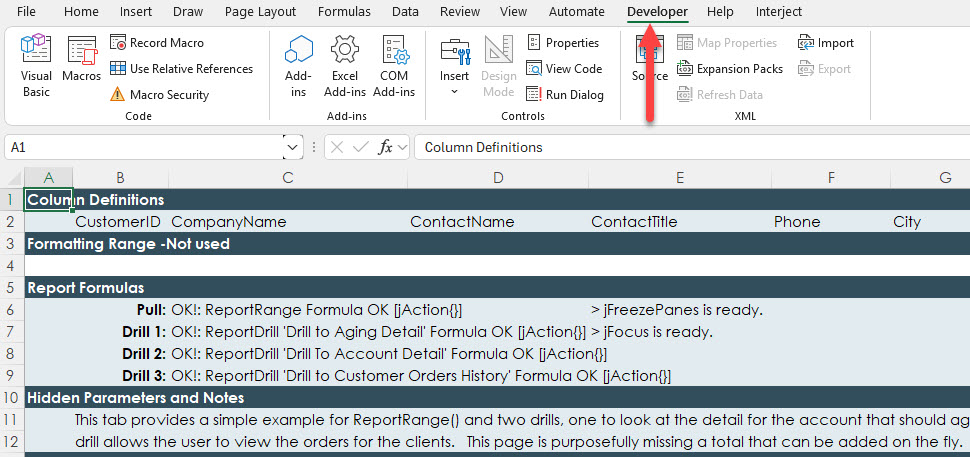 File Home Insert Draw Page Layout Formulas Data Review View Automate Developer Help Interject
Visual Basic
Macros
Record Macro
Use Relative References
Macro Security
Code
Add-ins
Excel Add-ins
COM Add-ins
Add-ins
Insert
Design Mode
Properties
View Code
Run Dialog
Controls
Source
Map Properties
Expansion Packs
Refresh Data
Import
Export
XML
A1 fx Column Definitions
A B C D E F G
1 Column Definitions
2 CustomerID CompanyName ContactName ContactTitle Phone City
3 Formatting Range -Not used
4
5 Report Formulas
6 Pull: OK!: ReportRange Formula OK [jAction{}] > jFreezePanes is ready.
7 Drill 1: OK!: ReportDrill 'Drill to Aging Detail' Formula OK [jAction{}] > jFocus is ready.
8 Drill 2: OK!: ReportDrill 'Drill To Account Detail' Formula OK [jAction{}]
9 Drill 3: OK!: ReportDrill 'Drill to Customer Orders History' Formula OK [jAction{}]
10 Hidden Parameters and Notes
11 This tab provides a simple example for ReportRange() and two drills, one to look at the detail for the account that should ag
12 drill allows the user to view the orders for the clients. This page is purposefully missing a total that can be added on the fly.